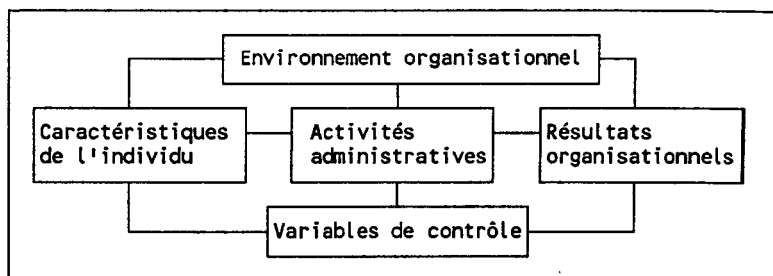 Environnement organisationnel
Caractéristiques
de l'individu
Activités
administratives
Résultats
organisationnels
Variables de contrôle